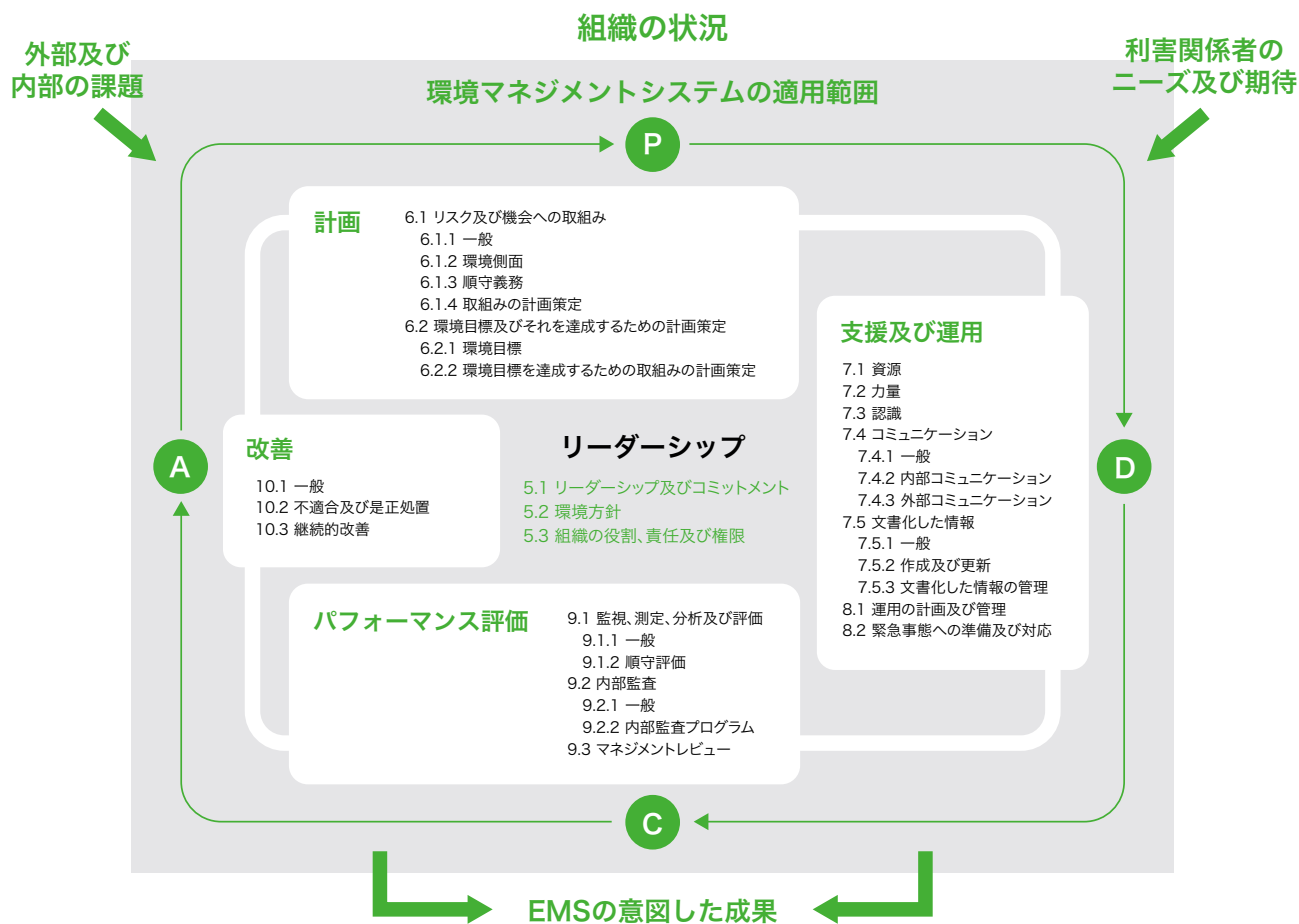 組織の状況
外部及び
内部の課題
利害関係者の
ニーズ及び期待
環境マネジメントシステムの適用範囲
P
計画
6.1 リスク及び機会への取組み
6.1.1 一般
6.1.2 環境側面
6.1.3 順守義務
6.1.4 取組みの計画策定
6.2 環境目標及びそれを達成するための計画策定
6.2.1 環境目標
6.2.2 環境目標を達成するための取組みの計画策定
支援及び運用
7.1 資源
7.2 力量
7.3 認識
7.4 コミュニケーション
7.4.1 一般
7.4.2 内部コミュニケーション
7.4.3 外部コミュニケーション
7.5 文書化した情報
7.5.1 一般
7.5.2 作成及び更新
7.5.3 文書化した情報の管理
8.1 運用の計画及び管理
8.2 緊急事態への準備及び対応
D
A
改善
10.1 一般
10.2 不適合及び是正処置
10.3 継続的改善
リーダーシップ
5.1 リーダーシップ及びコミットメント
5.2 環境方針
5.3 組織の役割、責任及び権限
パフォーマンス評価
9.1 監視、測定、分析及び評価
9.1.1 一般
9.1.2 順守評価
9.2 内部監査
9.2.1 一般
9.2.2 内部監査プログラム
9.3 マネジメントレビュー
C
EMSの意図した成果